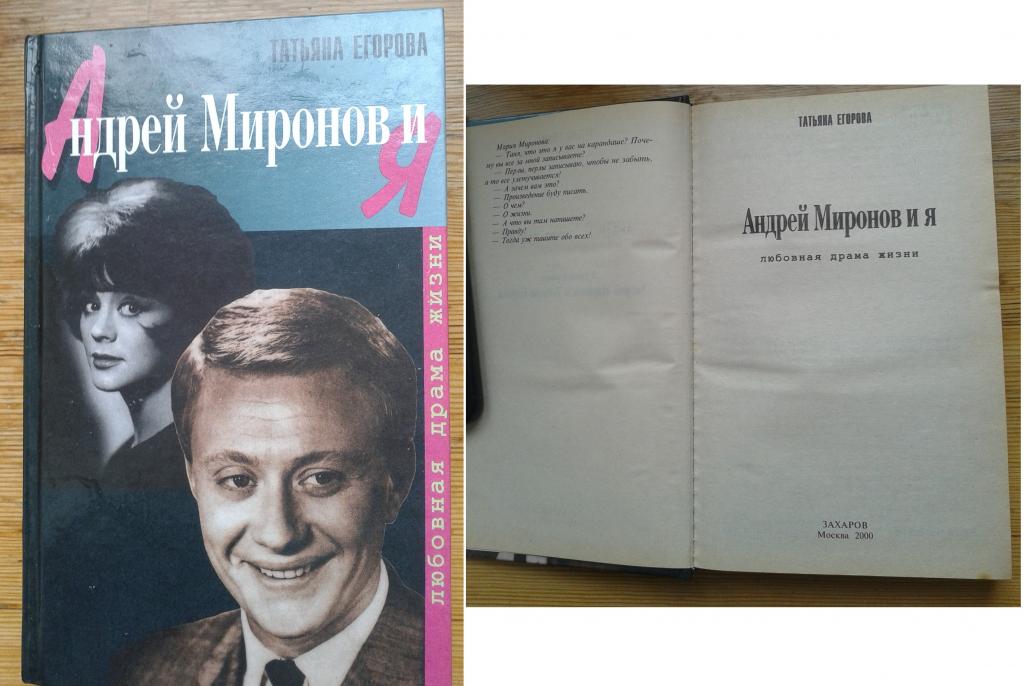 ТАТЬЯНА ЕГОРОВА
Андрей Миронов и
Я
любовная драма жизни
Мария Миронова:
— Таня, что это я у вас на карандаше? Поче-
му вы все за мной записываете?
— Перлы, перлы записываю, чтобы не забыть,
а то все улетучивается!
— А зачем вам это?
— Произведение буду писать.
— О чем?
— О жизни.
— А что вы там напишете?
— Правду!
— Тогда уж пишите обо всех!
ТАТЬЯНА ЕГОРОВА
Андрей Миронов и я
любовная драма жизни
ЗАХАРОВ
Москва 2000